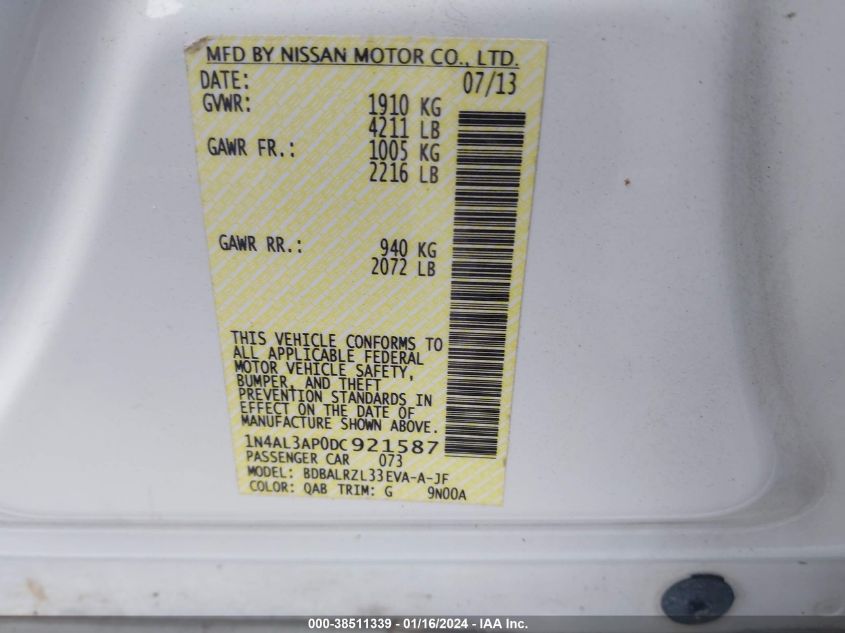 MFD BY NISSAN MOTOR CO., LTD.
DATE: 07/13
GVWR: 1910 KG
4211 LB
GAWR FR.: 1005 KG
2216 LB
GAWR RR.: 940 KG
2072 LB
THIS VEHICLE CONFORMS TO
ALL APPLICABLE FEDERAL
MOTOR VEHICLE SAFETY,
BUMPER, AND THEFT
PREVENTION STANDARDS IN
EFFECT ON THE DATE OF
MANUFACTURE SHOWN ABOVE.
1N4AL3AP0DC921587
PASSENGER CAR 073
MODEL: BDBALRZL33EVA-A-JF
COLOR: QAB TRIM: G 9N00A
000-38511339 - 01/16/2024 - IAA Inc.